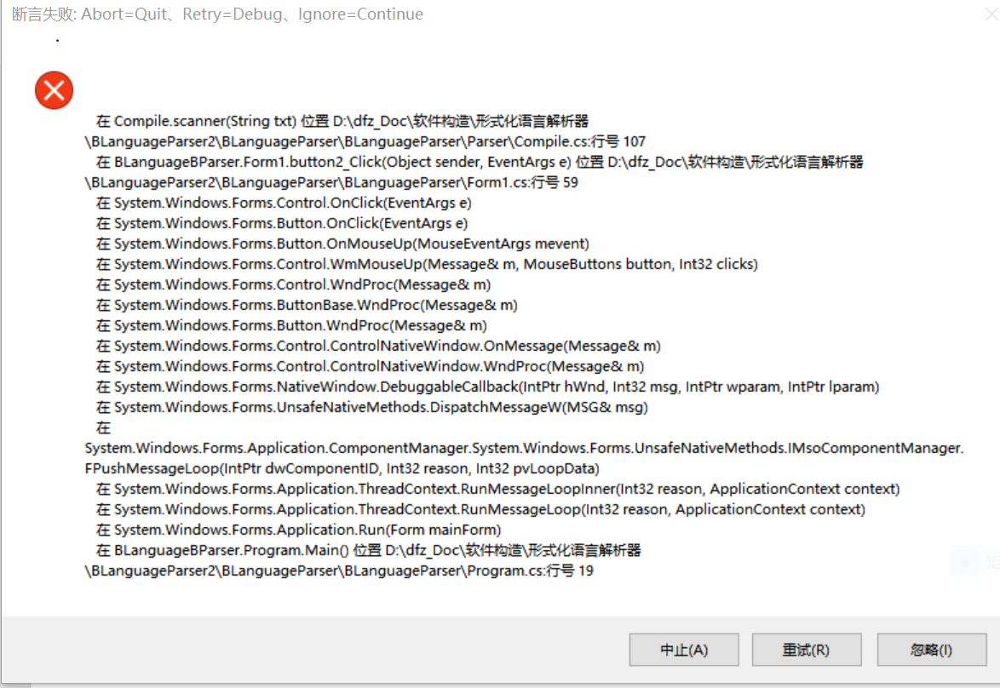 断言失败: Abort=Quit、Retry=Debug、Ignore=Continue
在 Compile.scanner(String txt) 位置 D:\dfz_Doc\软件构造\形式化语言解析器
\BLanguageParser2\BLanguageParser\BLanguageParser\Parser\Compile.cs:行号 107
在 BLanguageBParser.Form1.button2_Click(Object sender, EventArgs e) 位置 D:\dfz_Doc\软件构造\形式化语言解析器
\BLanguageParser2\BLanguageParser\BLanguageParser\Form1.cs:行号 59
在 System.Windows.Forms.Control.OnClick(EventArgs e)
在 System.Windows.Forms.Button.OnClick(EventArgs e)
在 System.Windows.Forms.Button.OnMouseUp(MouseEventArgs mevent)
在 System.Windows.Forms.Control.WmMouseUp(Message& m, MouseButtons button, Int32 clicks)
在 System.Windows.Forms.Control.WndProc(Message& m)
在 System.Windows.Forms.ButtonBase.WndProc(Message& m)
在 System.Windows.Forms.Button.WndProc(Message& m)
在 System.Windows.Forms.Control.ControlNativeWindow.OnMessage(Message& m)
在 System.Windows.Forms.Control.ControlNativeWindow.WndProc(Message& m)
在 System.Windows.Forms.NativeWindow.DebuggableCallback(IntPtr hWnd, Int32 msg, IntPtr wparam, IntPtr lparam)
在 System.Windows.Forms.UnsafeNativeMethods.DispatchMessageW(MSG& msg)
在
System.Windows.Forms.Application.ComponentManager.System.Windows.Forms.UnsafeNativeMethods.IMsoComponentManager.
FPushMessageLoop(IntPtr dwComponentID, Int32 reason, Int32 pvLoopData)
在 System.Windows.Forms.Application.ThreadContext.RunMessageLoopInner(Int32 reason, ApplicationContext context)
在 System.Windows.Forms.Application.ThreadContext.RunMessageLoop(Int32 reason, ApplicationContext context)
在 System.Windows.Forms.Application.Run(Form mainForm)
在 BLanguageBParser.Program.Main() 位置 D:\dfz_Doc\软件构造\形式化语言解析器
\BLanguageParser2\BLanguageParser\BLanguageParser\Program.cs:行号 19
中止(A) 重试(R) 忽略(I)